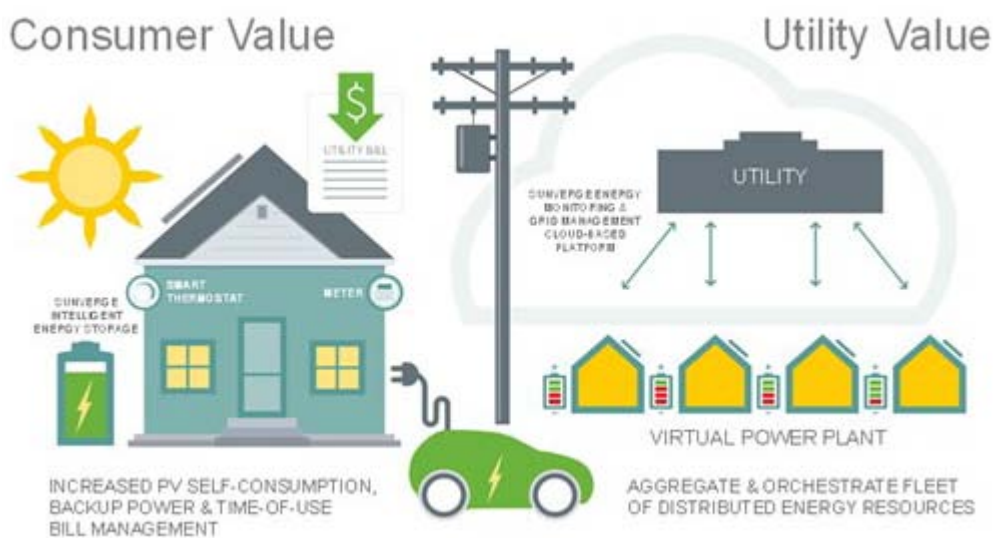 Consumer Value
Utility Value
$
UTILITY BILL
UTILITY
SUNVERGE ENERGY
MONITORING &
GRID MANAGEMENT
CLOUD-BASED
PLATFORM
SMART
THERMOSTAT
METER
SUNVERGE
INTELLIGENT
ENERGY STORAGE
VIRTUAL POWER PLANT
INCREASED PV SELF-CONSUMPTION,
BACKUP POWER & TIME-OF-USE
BILL MANAGEMENT
AGGREGATE & ORCHESTRATE FLEET
OF DISTRIBUTED ENERGY RESOURCES